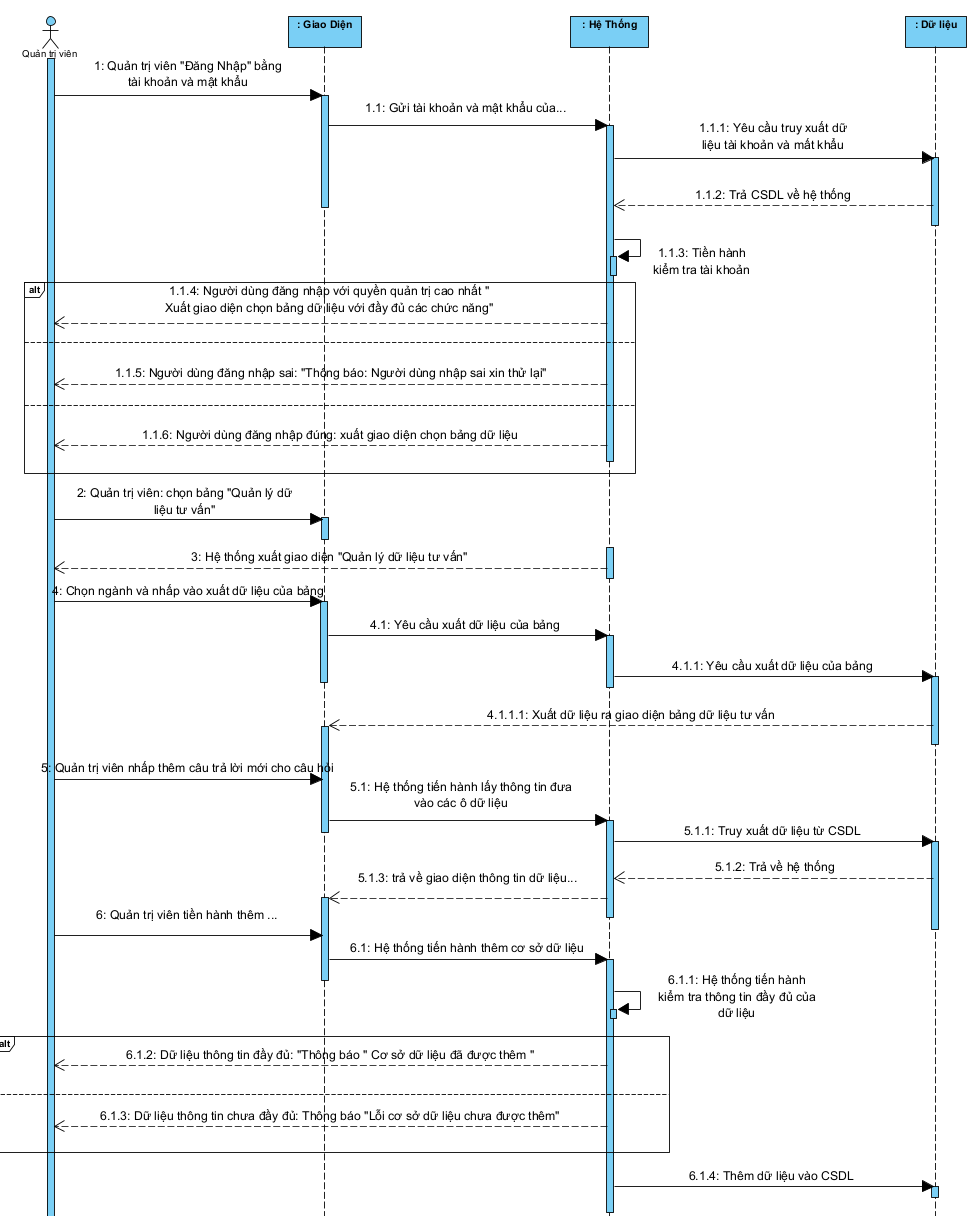 : Giao Diện
: Hệ Thống
: Dữ liệu
Quản trị viên
1: Quản trị viên "Đăng Nhập" bằng
tài khoản và mật khẩu
1.1: Gửi tài khoản và mật khẩu của...
1.1.1: Yêu cầu truy xuất dữ
liệu tài khoản và mất khẩu
1.1.2: Trả CSDL về hệ thống
1.1.3: Tiền hành
kiểm tra tài khoản
alt
1.1.4: Người dùng đăng nhập với quyền quản trị cao nhất "
Xuất giao diện chọn bảng dữ liệu với đầy đủ các chức năng"
1.1.5: Người dùng đăng nhập sai: "Thông báo: Người dùng nhập sai xin thử lại"
1.1.6: Người dùng đăng nhập đúng: xuất giao diện chọn bảng dữ liệu
2: Quản trị viên: chọn bảng "Quản lý dữ
liệu tư vấn"
3: Hệ thống xuất giao diện "Quản lý dữ liệu tư vấn"
4: Chọn ngành và nhấp vào xuất dữ liệu của bảng
4.1: Yêu cầu xuất dữ liệu của bảng
4.1.1: Yêu cầu xuất dữ liệu của bảng
4.1.1.1: Xuất dữ liệu ra giao diện bảng dữ liệu tư vấn
5: Quản trị viên nhấp thêm câu trả lời mới cho câu hỏi
5.1: Hệ thống tiến hành lấy thông tin đưa
vào các ô dữ liệu
5.1.1: Truy xuất dữ liệu từ CSDL
5.1.2: Trả về hệ thống
5.1.3: trả về giao diện thông tin dữ liệu...
6: Quản trị viên tiền hành thêm ...
6.1: Hệ thống tiến hành thêm cơ sở dữ liệu
6.1.1: Hệ thống tiến hành
kiểm tra thông tin đầy đủ của
dữ liệu
alt
6.1.2: Dữ liệu thông tin đầy đủ: "Thông báo " Cơ sở dữ liệu đã được thêm "
6.1.3: Dữ liệu thông tin chưa đầy đủ: Thông báo "Lỗi cơ sở dữ liệu chưa được thêm"
6.1.4: Thêm dữ liệu vào CSDL